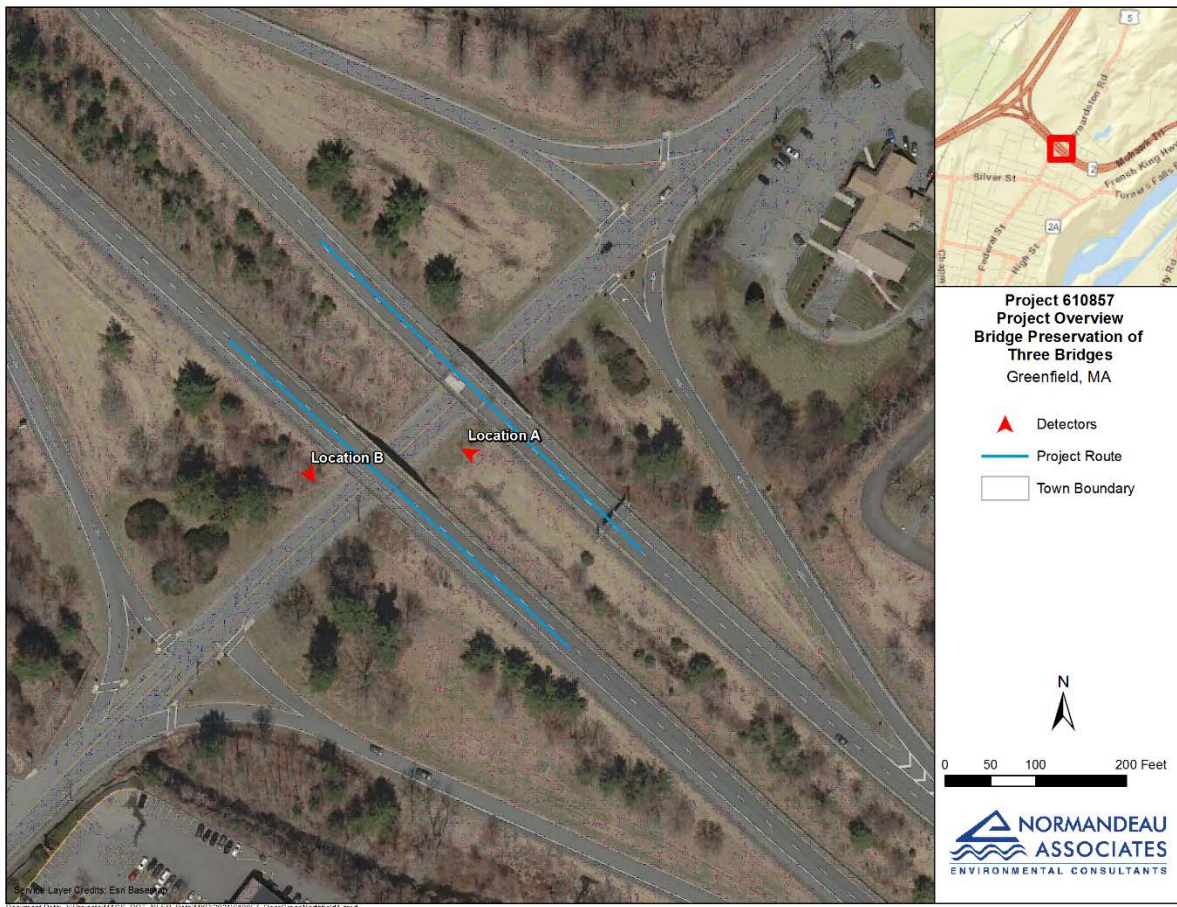 Location A
Location B
Service Layer Credits: Esri Basemap
5
Silver St
Federal St
High St
2A
2
Mohawk Trl
French King Hwy
Turners Falls
Project 610857
Project Overview
Bridge Preservation of
Three Bridges
Greenfield, MA
Detectors
Project Route
Town Boundary
N
0 50 100 200 Feet
NORMANDEAU
ASSOCIATES
ENVIRONMENTAL CONSULTANTS